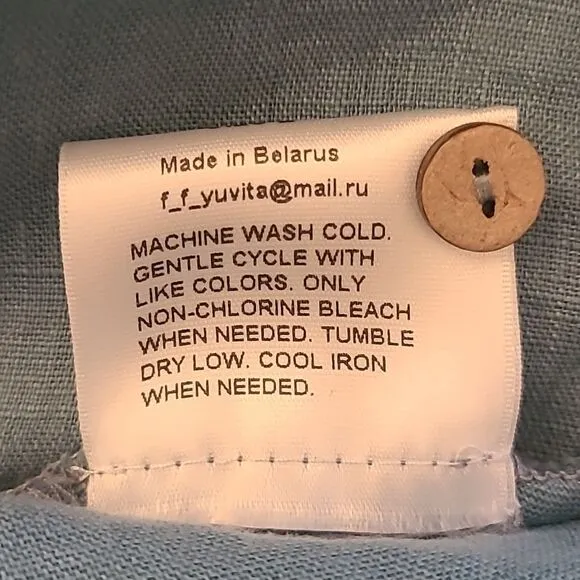 Made in Belarus
f_f_yuvita@mail.ru
MACHINE WASH COLD.
GENTLE CYCLE WITH
LIKE COLORS. ONLY
NON-CHLORINE BLEACH
WHEN NEEDED. TUMBLE
DRY LOW. COOL IRON
WHEN NEEDED.